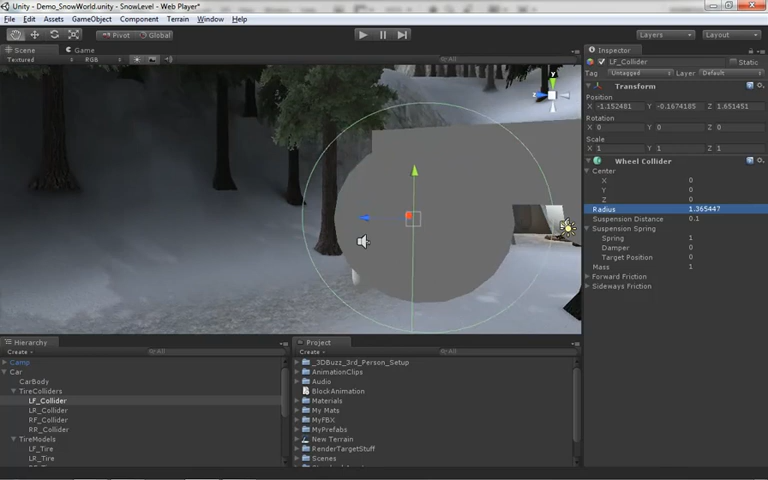 Unity - Demo_SnowWorld.unity - SnowLevel - Web Player*
File Edit Assets GameObject Component Terrain Window Help
Pivot Global Layers Layout
Scene Game
Textured RGB All
y
z
Inspector
LF_Collider Static
Tag Untagged Layer Default
Transform
Position
X -1.152481 Y -0.1674185 Z 1.651451
Rotation
X 0 Y 0 Z 0
Scale
X 1 Y 1 Z 1
Wheel Collider
Center
X 0
Y 0
Z 0
Radius 1.365447
Suspension Distance 0.1
Suspension Spring
Spring 1
Damper 0
Target Position 0
Mass 1
Forward Friction
Sideways Friction
Hierarchy
Create All
Camp
Car
CarBody
TireColliders
LF_Collider
LR_Collider
RF_Collider
RR_Collider
TireModels
LF_Tire
LR_Tire
Project
Create All
_3DBuzz_3rd_Person_Setup
AnimationClips
Audio
BlockAnimation
Materials
My Mats
MyFBX
MyPrefabs
New Terrain
RenderTargetStuff
Scenes